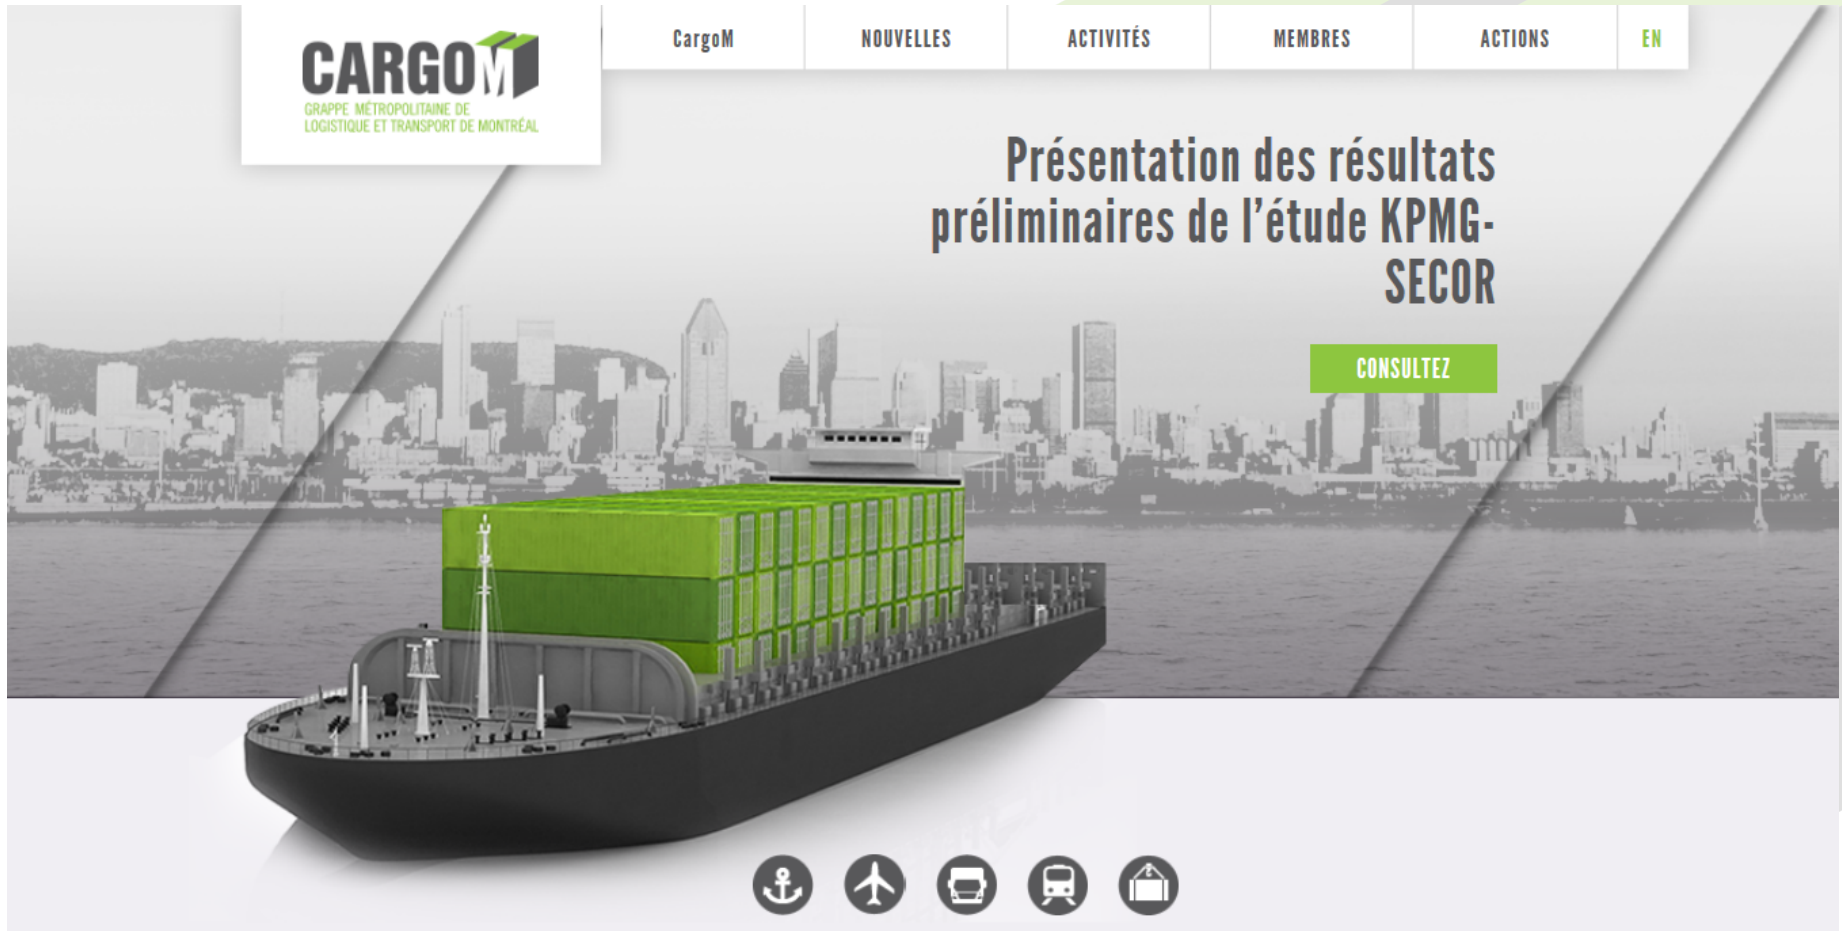 CARGOM
GRAPPE MÉTROPOLITAINE DE
LOGISTIQUE ET TRANSPORT DE MONTRÉAL
CargoM
NOUVELLES
ACTIVITÉS
MEMBRES
ACTIONS
EN
Présentation des résultats
préliminaires de l’étude KPMG-
SECOR
CONSULTEZ